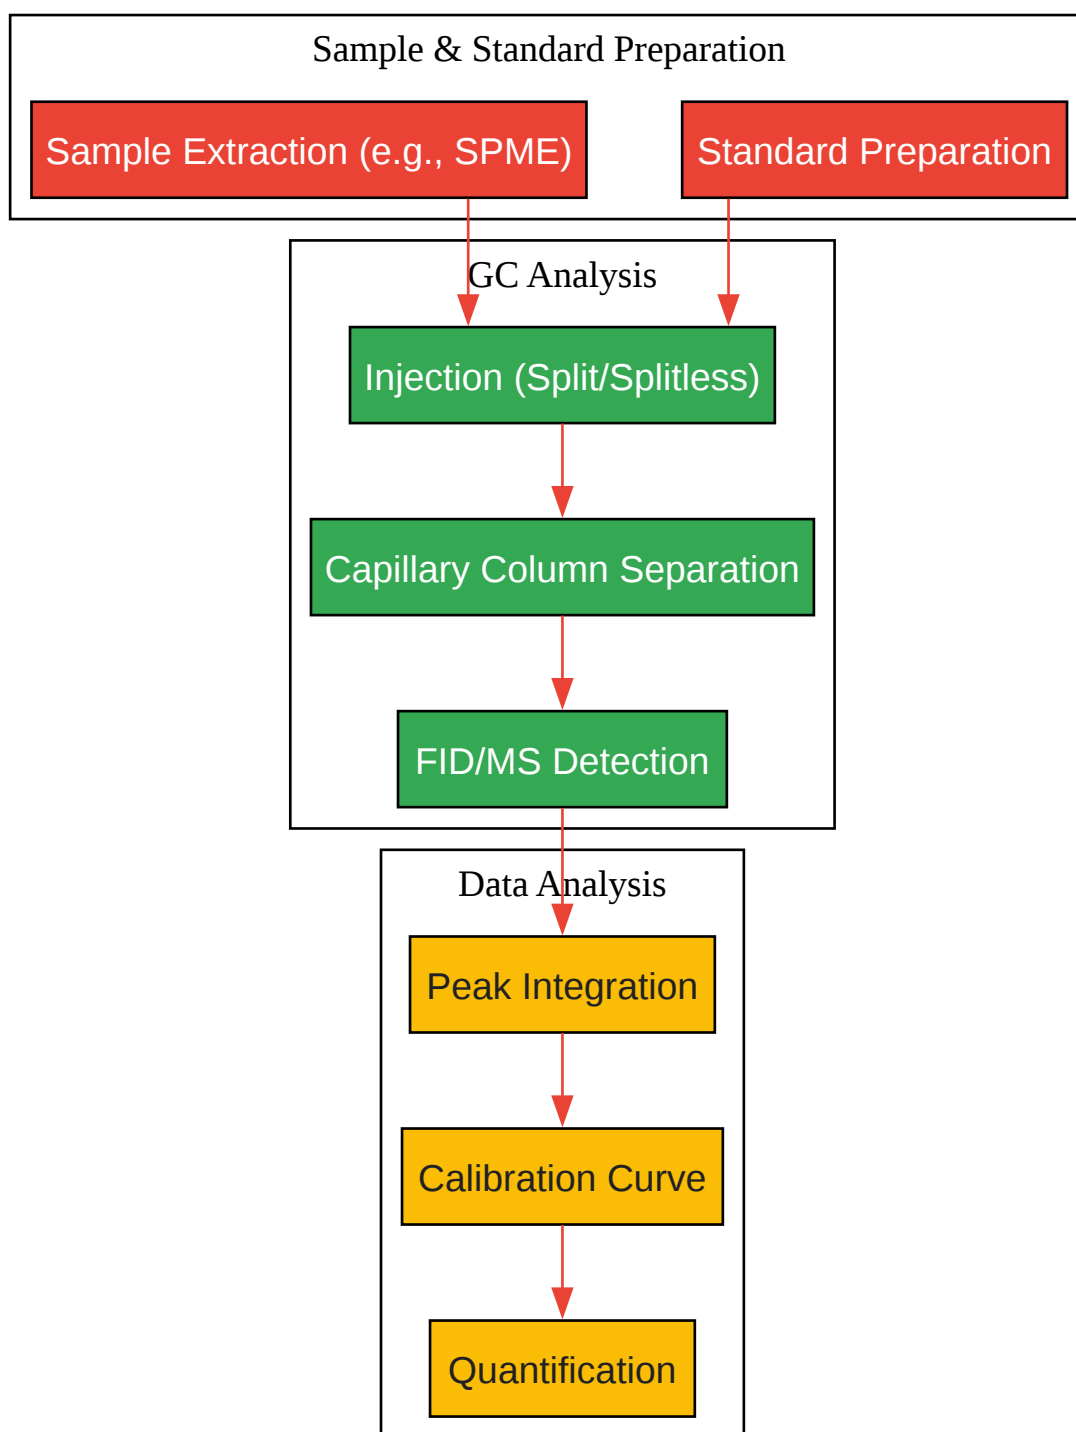 Sample & Standard Preparation
Sample Extraction (e.g., SPME)
Standard Preparation
GC Analysis
Injection (Split/Splitless)
Capillary Column Separation
FID/MS Detection
Data Analysis
Peak Integration
Calibration Curve
Quantification